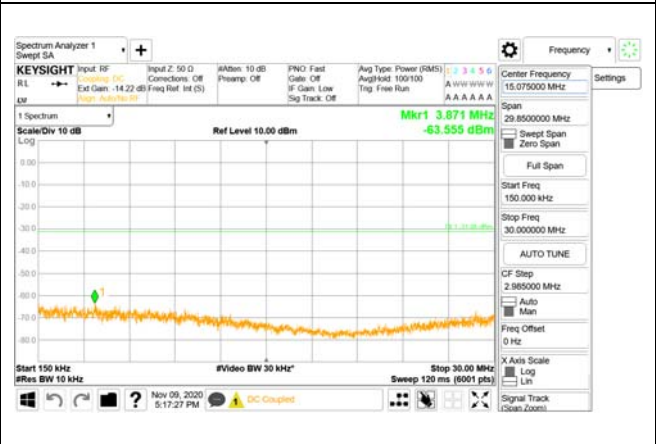 Spectrum Analyzer 1
Swept SA
Frequency
Settings
KEYSIGHT
RL
Input: RF
Coupling: DC
Ext Gain: -14.22 dB
Align: Auto/No RF
Input Z: 50 Ω
Corrections: Off
Freq Ref: Int (S)
#Atten: 10 dB
Preamp: Off
PNO: Fast
Gate: Off
IF Gain: Low
Sig Track: Off
Avg Type: Power (RMS)
Avg|Hold: 100/100
Trig: Free Run
1 2 3 4 5 6
A W W W W W
A A A A A A
1 Spectrum
Mkr1 3.871 MHz
-63.555 dBm
Scale/Div 10 dB
Ref Level 10.00 dBm
Log
0.00
-10.0
-20.0
-30.0
-40.0
-50.0
-60.0
-70.0
-80.0
1
Start 150 kHz
#Video BW 30 kHz*
Stop 30.00 MHz
#Res BW 10 kHz
Sweep 120 ms (6001 pts)
Center Frequency
15.075000 MHz
Span
29.8500000 MHz
Swept Span
Zero Span
Full Span
Start Freq
150.000 kHz
Stop Freq
30.000000 MHz
AUTO TUNE
CF Step
2.985000 MHz
Auto
Man
Freq Offset
0 Hz
X Axis Scale
Log
Lin
Signal Track
(Span Zoom)
?
Nov 09, 2020
5:17:27 PM
1
DC Coupled